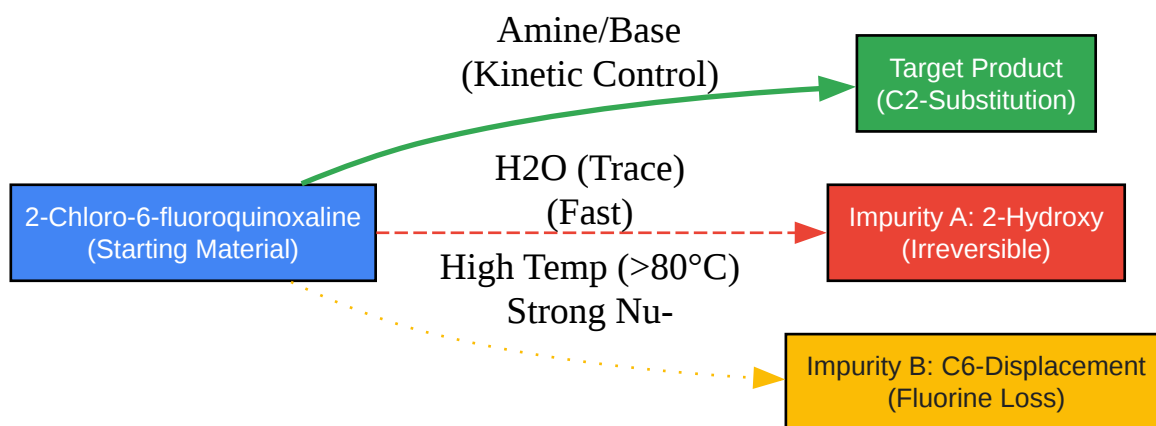 Amine/Base
(Kinetic Control)
Target Product
(C2-Substitution)
H2O (Trace)
(Fast)
2-Chloro-6-fluoroquinoxaline
(Starting Material)
Impurity A: 2-Hydroxy
(Irreversible)
High Temp (>80°C)
Strong Nu-
Impurity B: C6-Displacement
(Fluorine Loss)